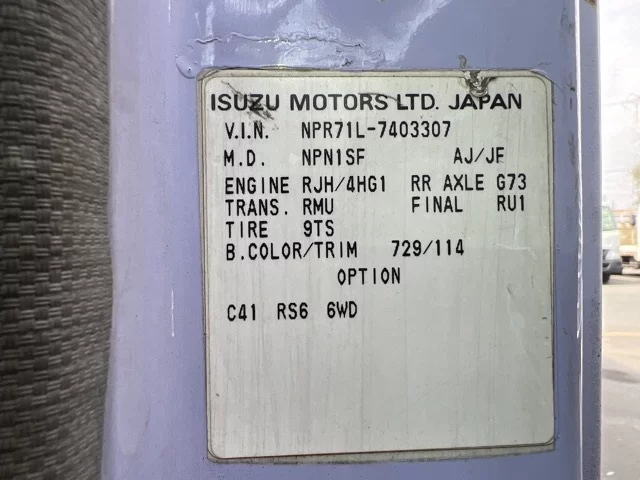 ISUZU MOTORS LTD. JAPAN
V.I.N. NPR71L-7403307
M.D. NPN1SF AJ/JF
ENGINE RJH/4HG1 RR AXLE G73
TRANS. RMU FINAL RU1
TIRE 9TS
B.COLOR/TRIM 729/114
OPTION
C41 RS6 6WD